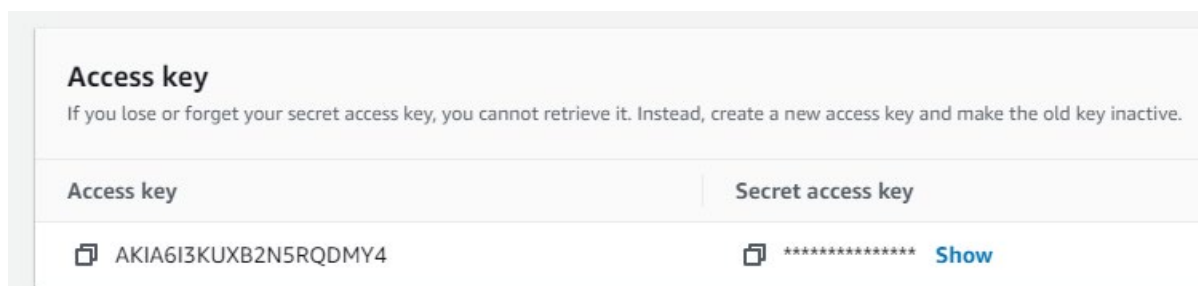 Access key
If you lose or forget your secret access key, you cannot retrieve it. Instead, create a new access key and make the old key inactive.
Access key Secret access key
AKIA6I3KUXB2N5RQDMY4 *************** Show